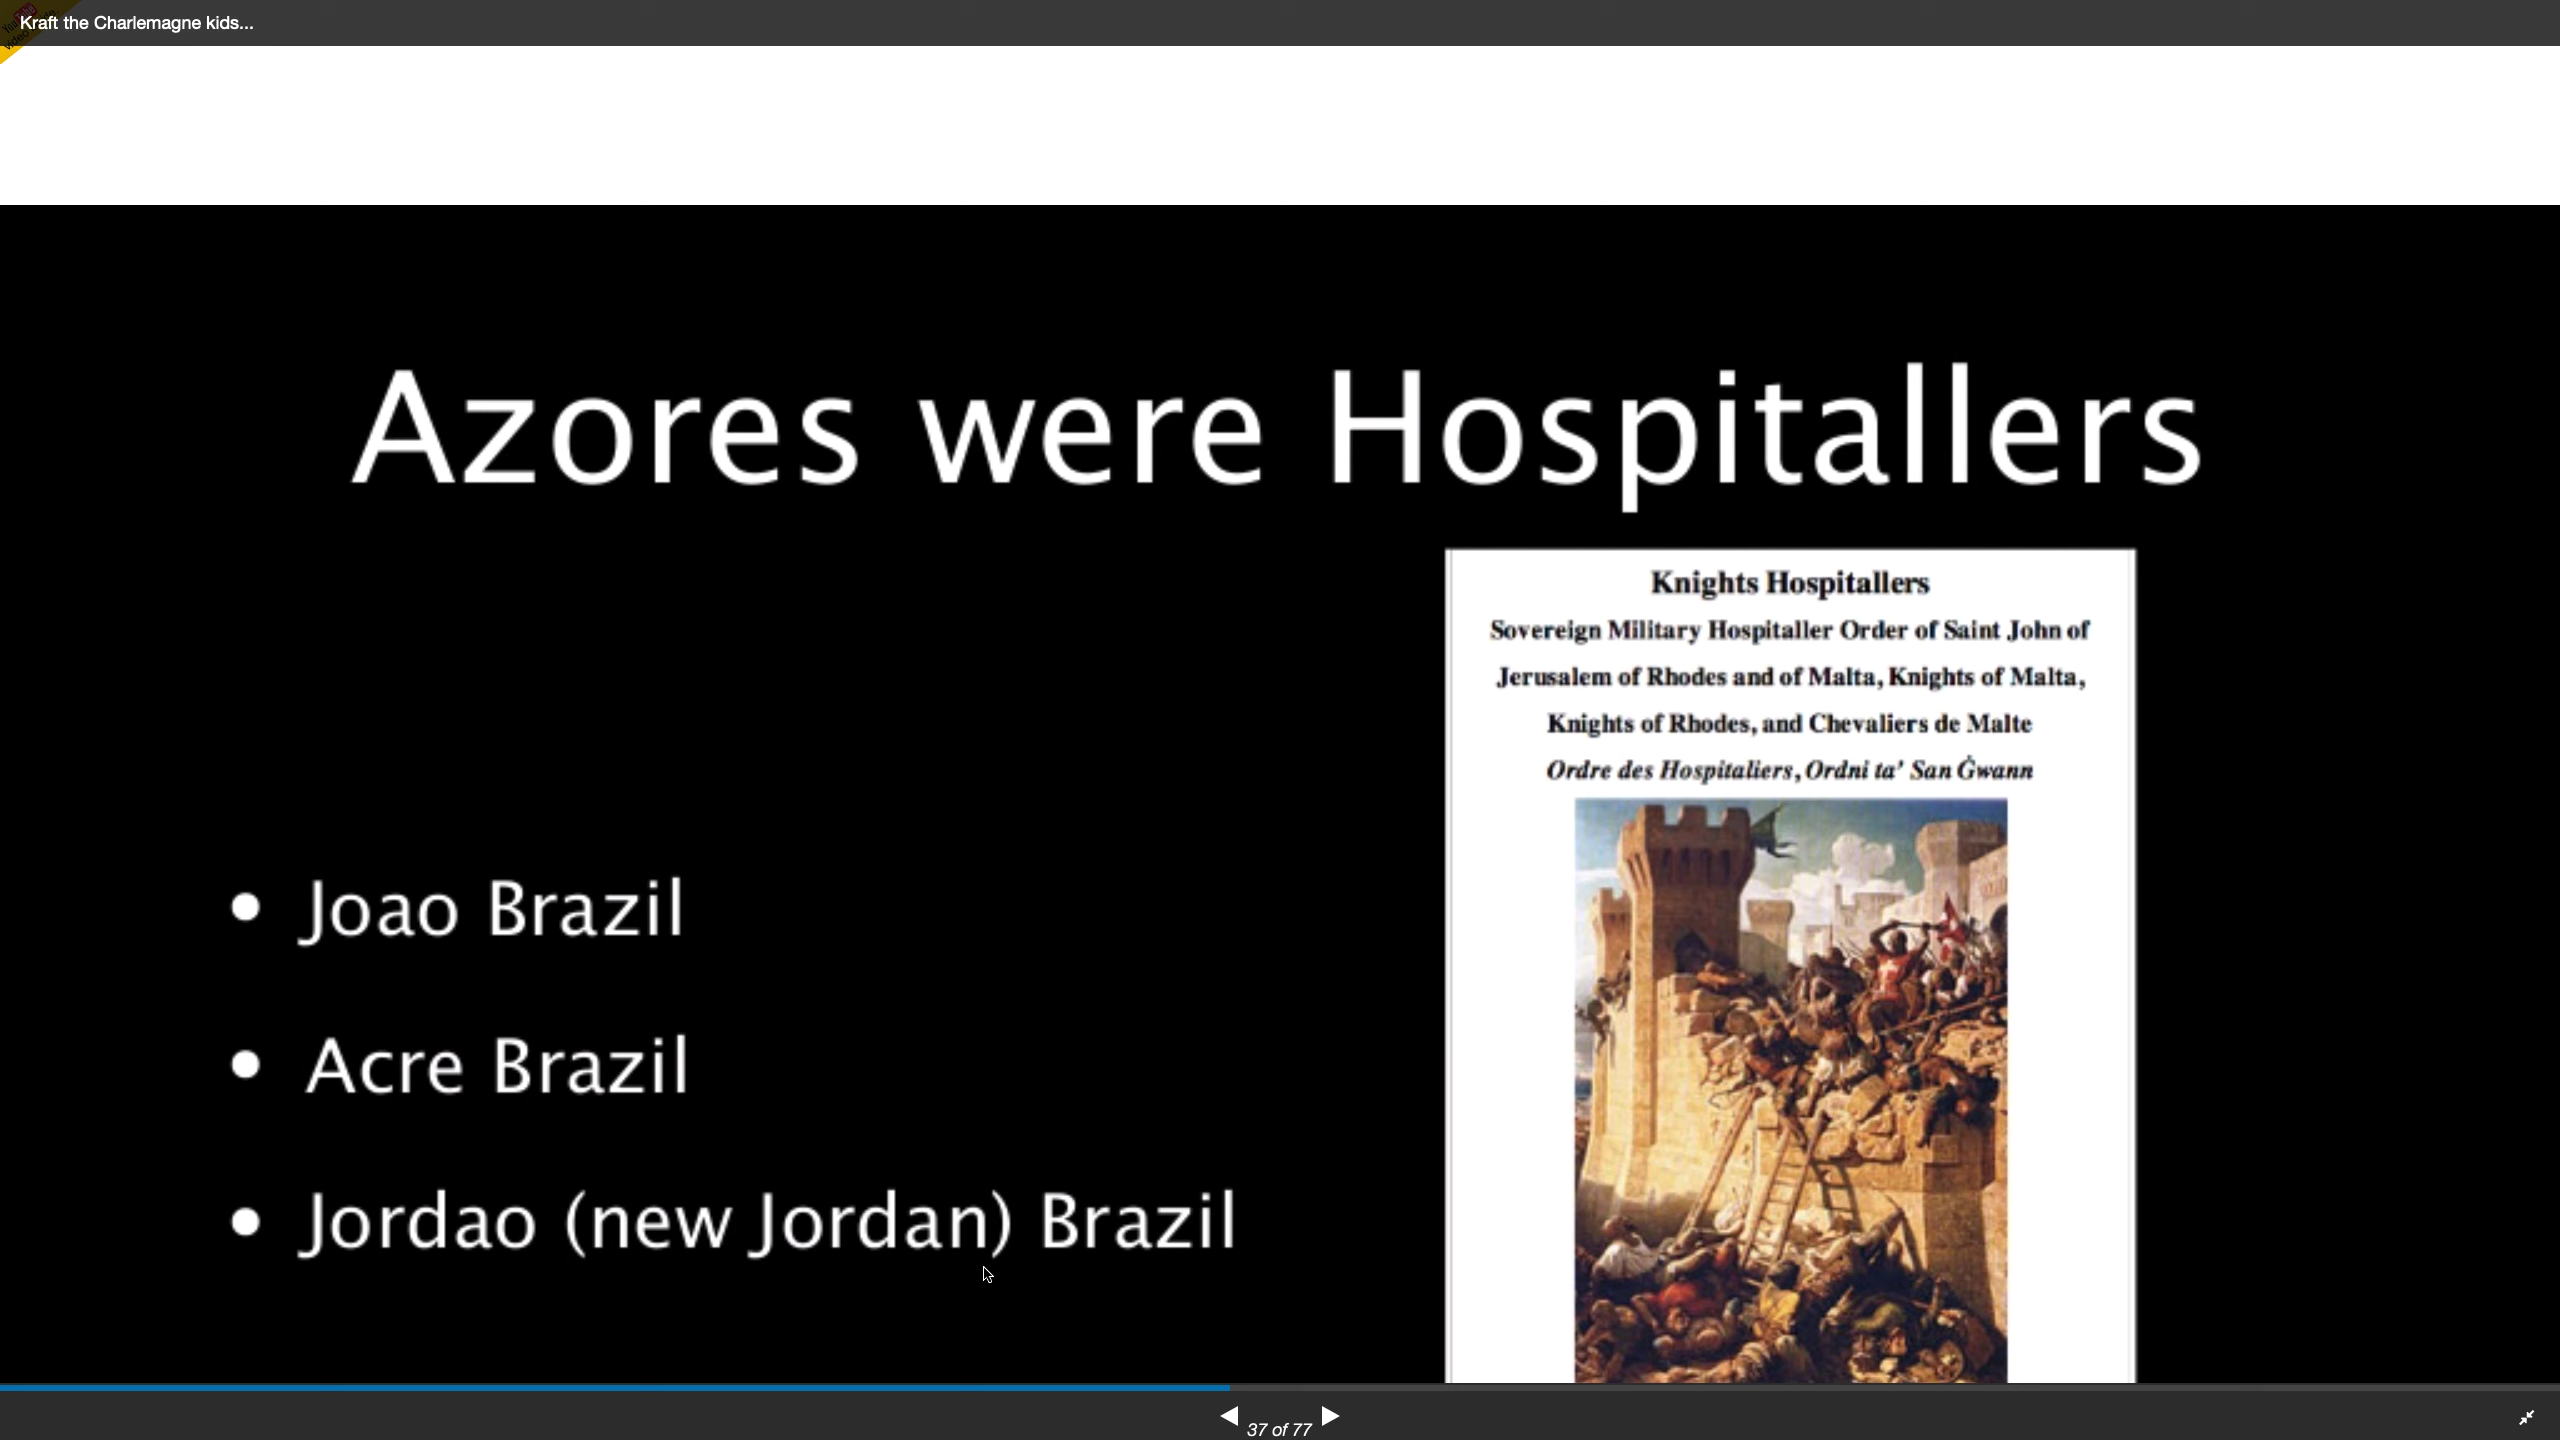 Kraft the Charlemagne kids...
YouTube
video
Azores were Hospitallers
Knights Hospitallers
Sovereign Military Hospitaller Order of Saint John of
Jerusalem of Rhodes and of Malta, Knights of Malta,
Knights of Rhodes, and Chevaliers de Malte
Ordre des Hospitaliers, Ordni ta' San Ġwann
• Joao Brazil
• Acre Brazil
• Jordao (new Jordan) Brazil
37 of 77